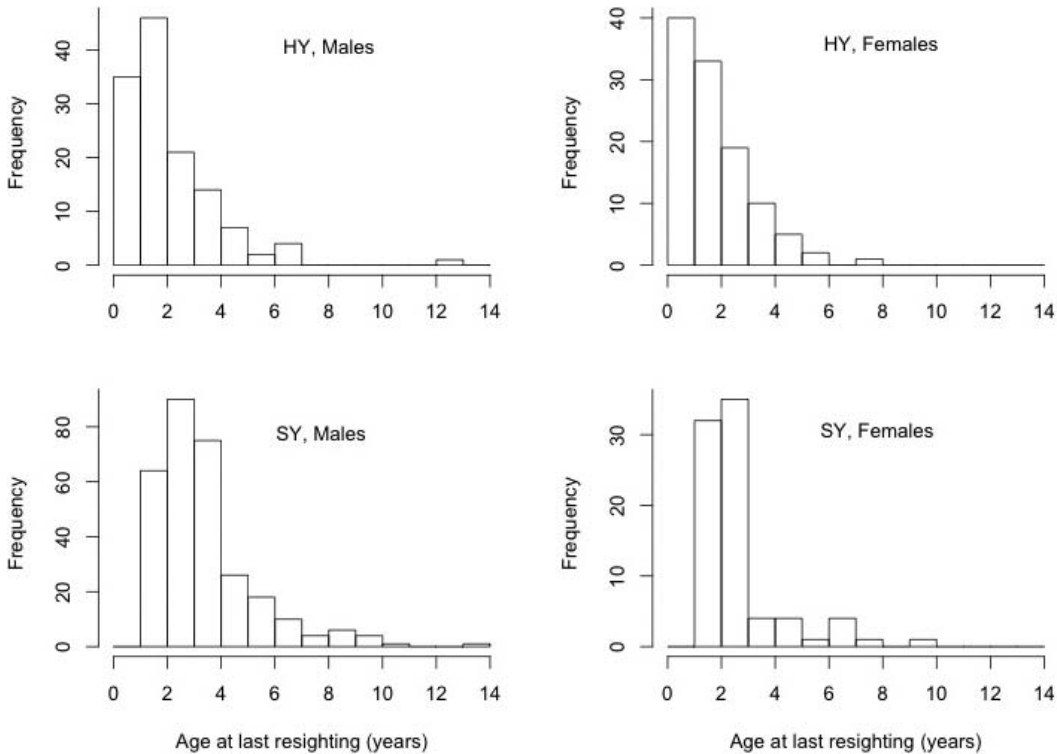 HY, Males
Frequency
0 10 20 30 40
0 2 4 6 8 10 12 14
HY, Females
Frequency
0 10 20 30 40
0 2 4 6 8 10 12 14
SY, Males
Frequency
0 20 40 60 80
0 2 4 6 8 10 12 14
Age at last resighting (years)
SY, Females
Frequency
0 10 20 30
0 2 4 6 8 10 12 14
Age at last resighting (years)